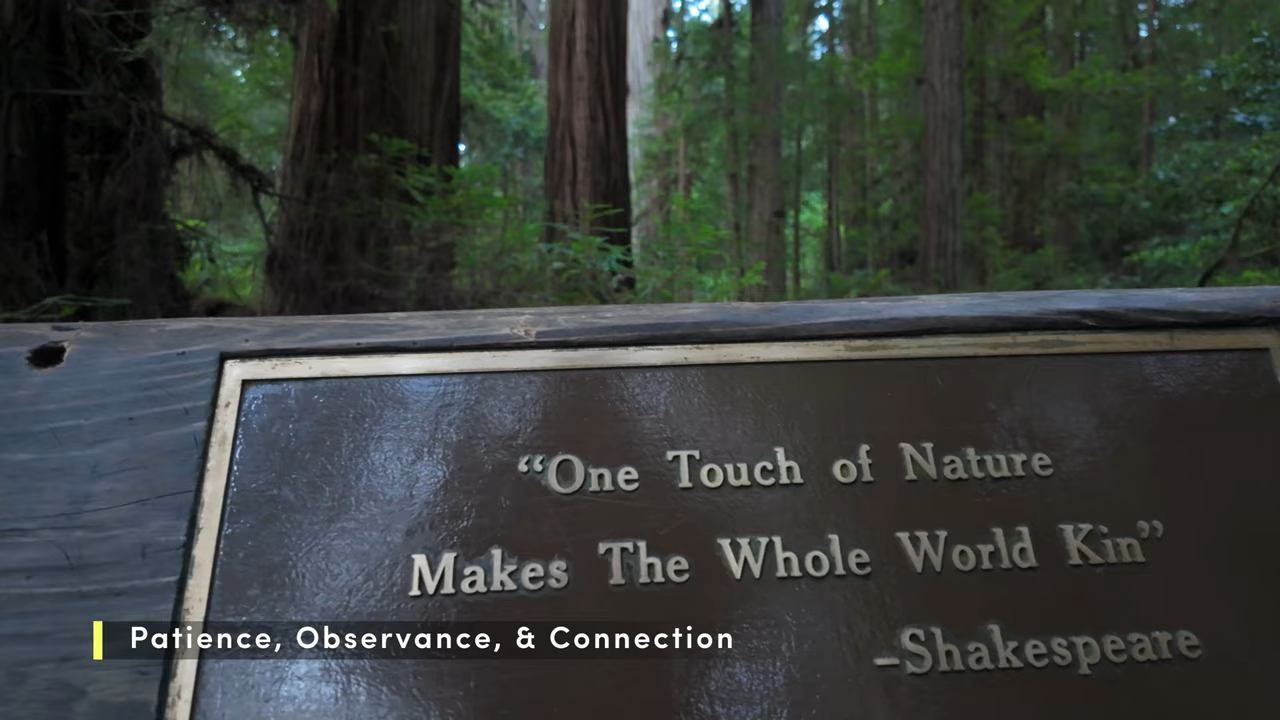 “One Touch of Nature
Makes The Whole World Kin”
–Shakespeare
Patience, Observance, & Connection